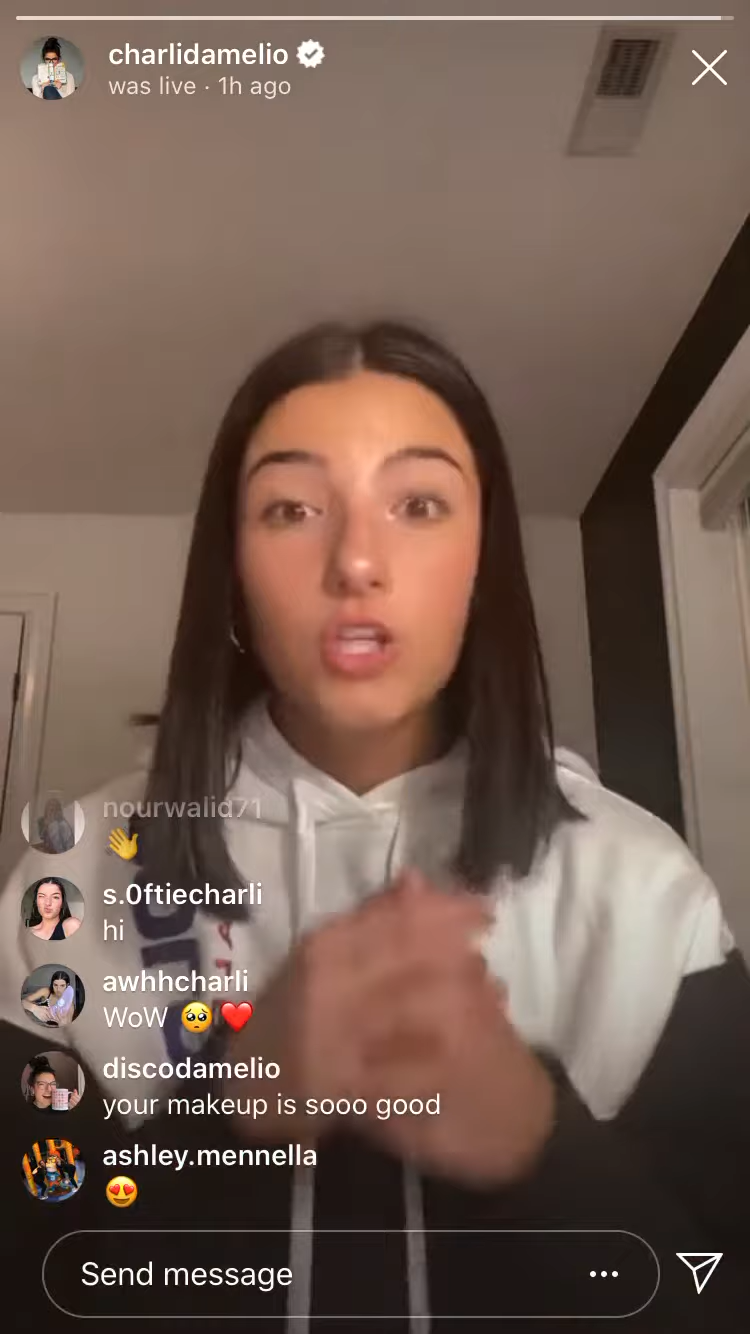 charlidamelio
was live · 1h ago
nourwalid71
👋
s.0ftiecharli
hi
awhhcharli
WoW 🥺❤️
discodamelio
your makeup is sooo good
ashley.mennella
😍
Send message